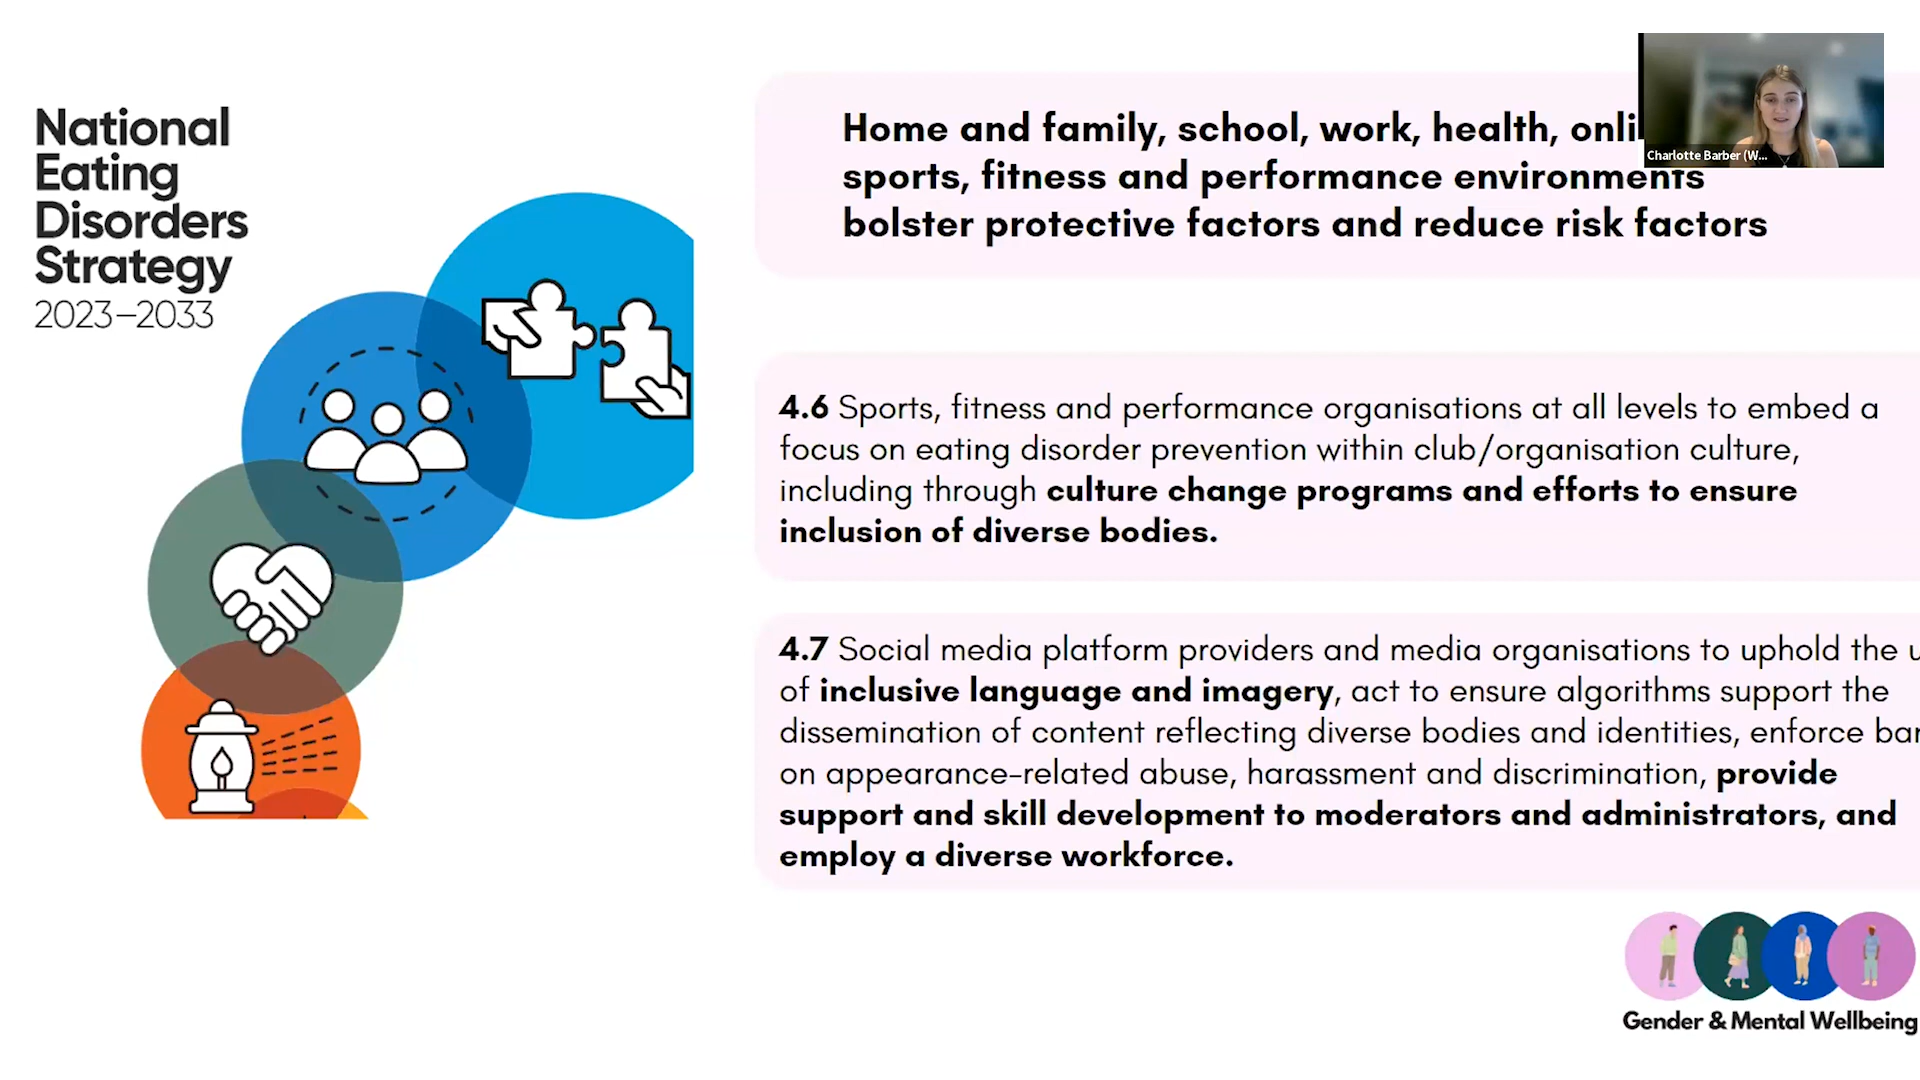 National
Eating
Disorders
Strategy
2023–2033
Home and family, school, work, health,
sports, fitness and performance environments
bolster protective factors and reduce risk factors
Charlotte Barber (W...
4.6 Sports, fitness and performance organisations at all levels to embed a
focus on eating disorder prevention within club/organisation culture,
including through culture change programs and efforts to ensure
inclusion of diverse bodies.
4.7 Social media platform providers and media organisations to uphold the
of inclusive language and imagery, act to ensure algorithms support the
dissemination of content reflecting diverse bodies and identities, enforce
on appearance-related abuse, harassment and discrimination, provide
support and skill development to moderators and administrators, and
employ a diverse workforce.
Gender & Mental Wellbeing